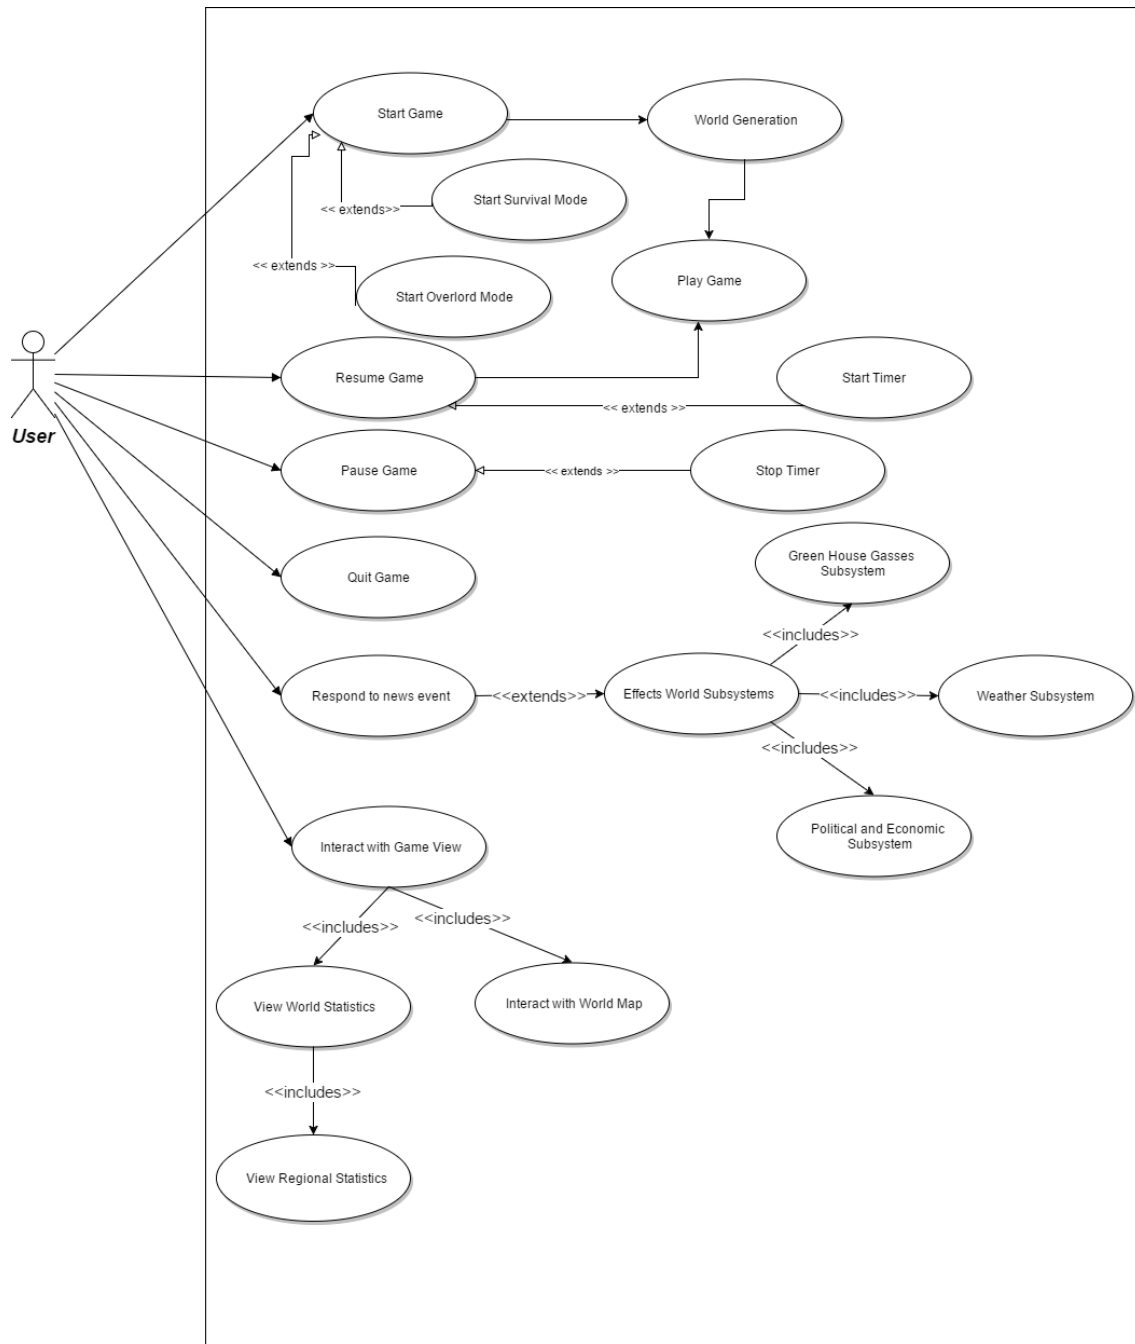 Start Game
World Generation
Start Survival Mode
<< extends>>
<< extends >>
Start Overlord Mode
Play Game
User
Resume Game
Start Timer
<< extends >>
Pause Game
<< extends >>
Stop Timer
Quit Game
Green House Gasses
Subsystem
<<includes>>
Respond to news event
<<extends>>
Effects World Subsystems
<<includes>>
Weather Subsystem
<<includes>>
Political and Economic
Subsystem
Interact with Game View
<<includes>>
<<includes>>
View World Statistics
Interact with World Map
<<includes>>
View Regional Statistics